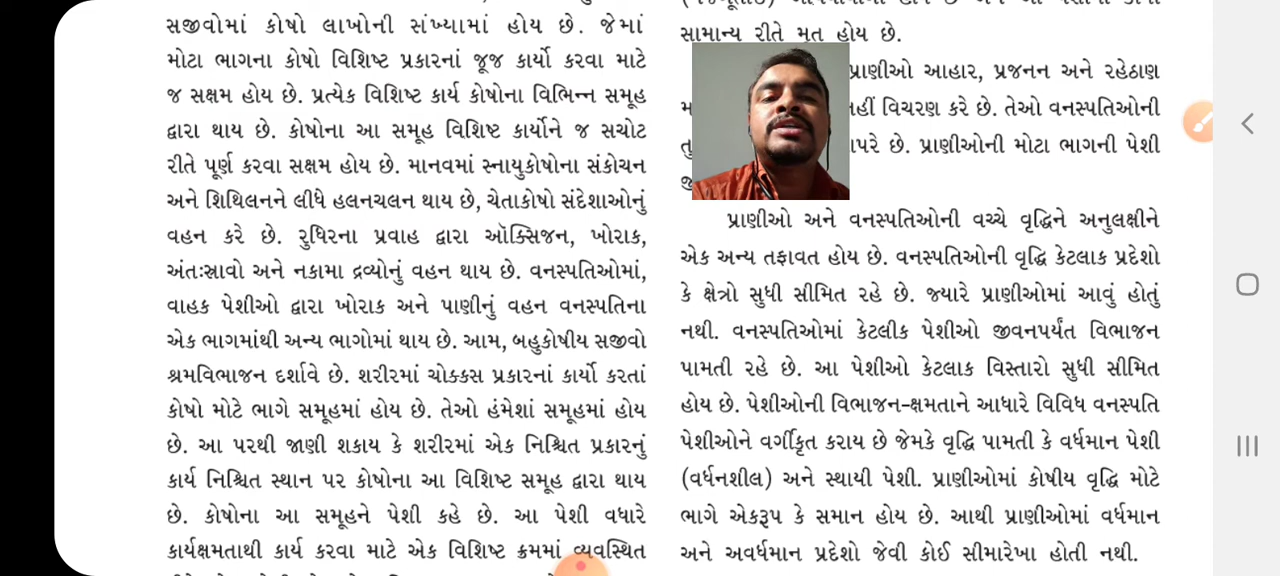 સજીવોમાં કોષો લાખોની સંખ્યામાં હોય છે. જેમાં
મોટા ભાગના કોષો વિશિષ્ટ પ્રકારનાં જૂજ કાર્યો કરવા માટે
જ સક્ષમ હોય છે. પ્રત્યેક વિશિષ્ટ કાર્ય કોષોના વિભિન્ન સમૂહ
દ્વારા થાય છે. કોષોના આ સમૂહ વિશિષ્ટ કાર્યોને જ સચોટ
રીતે પૂર્ણ કરવા સક્ષમ હોય છે. માનવમાં સ્નાયુકોષોના સંકોચન
અને શિથિલનને લીધે હલનચલન થાય છે, ચેતાકોષો સંદેશાઓનું
વહન કરે છે. રુધિરના પ્રવાહ દ્વારા ઑક્સિજન, ખોરાક,
અંતઃસ્રાવો અને નકામા દ્રવ્યોનું વહન થાય છે. વનસ્પતિઓમાં,
વાહક પેશીઓ દ્વારા ખોરાક અને પાણીનું વહન વનસ્પતિના
એક ભાગમાંથી અન્ય ભાગોમાં થાય છે. આમ, બહુકોષીય સજીવો
શ્રમવિભાજન દર્શાવે છે. શરીરમાં ચોક્કસ પ્રકારનાં કાર્યો કરતાં
કોષો મોટે ભાગે સમૂહમાં હોય છે. તેઓ હંમેશાં સમૂહમાં હોય
છે. આ પરથી જાણી શકાય કે શરીરમાં એક નિશ્ચિત પ્રકારનું
કાર્ય નિશ્ચિત સ્થાન પર કોષોના આ વિશિષ્ટ સમૂહ દ્વારા થાય
છે. કોષોના આ સમૂહને પેશી કહે છે. આ પેશી વધારે
કાર્યક્ષમતાથી કાર્ય કરવા માટે એક વિશિષ્ટ ક્રમમાં વ્યવસ્થિત
સામાન્ય રીતે મૃત હોય છે.
પ્રાણીઓ આહાર, પ્રજનન અને રહેઠાણ
વિચરણ કરે છે. તેઓ વનસ્પતિઓની
છે. પ્રાણીઓની મોટા ભાગની પેશી
પ્રાણીઓ અને વનસ્પતિઓની વચ્ચે વૃદ્ધિને અનુલક્ષીને
એક અન્ય તફાવત હોય છે. વનસ્પતિઓની વૃદ્ધિ કેટલાક પ્રદેશો
કે ક્ષેત્રો સુધી સીમિત રહે છે. જ્યારે પ્રાણીઓમાં આવું હોતું
નથી. વનસ્પતિઓમાં કેટલીક પેશીઓ જીવનપર્યંત વિભાજન
પામતી રહે છે. આ પેશીઓ કેટલાક વિસ્તારો સુધી સીમિત
હોય છે. પેશીઓની વિભાજન-ક્ષમતાને આધારે વિવિધ વનસ્પતિ
પેશીઓને વર્ગીકૃત કરાય છે જેમકે વૃદ્ધિ પામતી કે વર્ધમાન પેશી
(વર્ધનશીલ) અને સ્થાયી પેશી. પ્રાણીઓમાં કોષીય વૃદ્ધિ મોટે
ભાગે એકરૂપ કે સમાન હોય છે. આથી પ્રાણીઓમાં વર્ધમાન
અને અવર્ધમાન પ્રદેશો જેવી કોઈ સીમારેખા હોતી નથી.